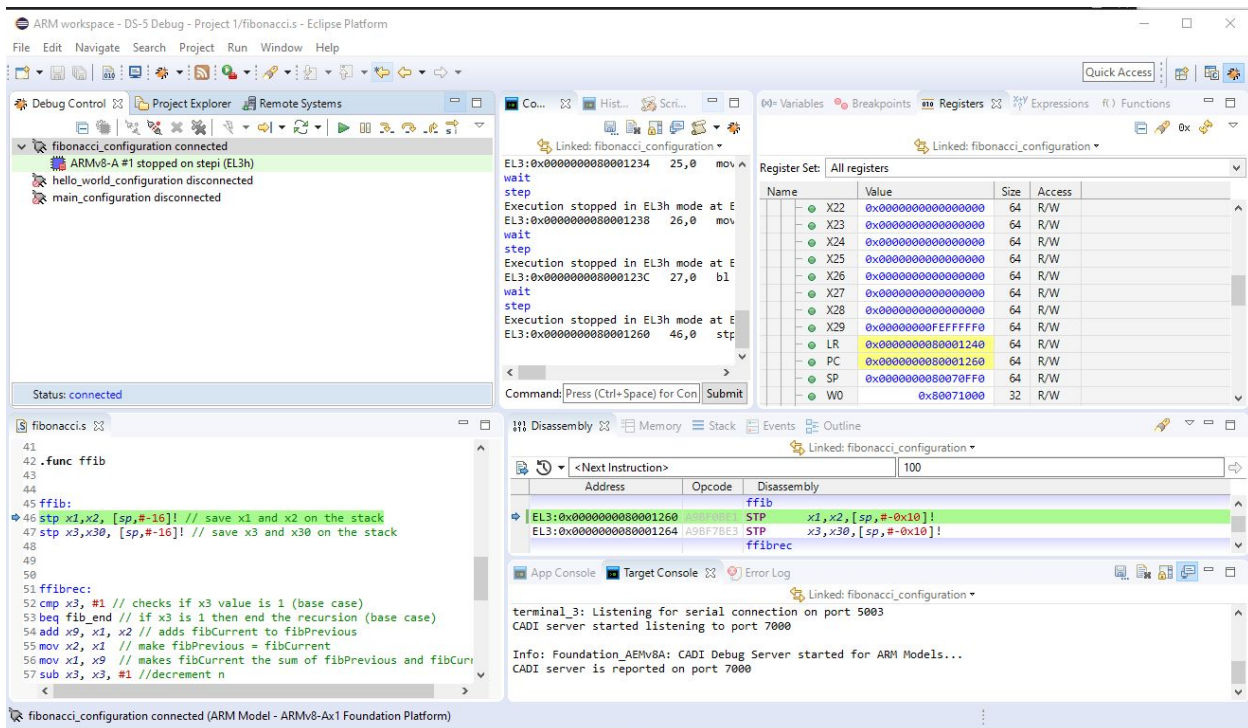 ARM workspace - DS-5 Debug - Project 1/fibonacci.s - Eclipse Platform
File Edit Navigate Search Project Run Window Help
Quick Access
Debug Control Project Explorer Remote Systems
fibonacci_configuration connected
ARMv8-A #1 stopped on stepi (EL3h)
hello_world_configuration disconnected
main_configuration disconnected
Status: connected
Co... Hist... Scri...
Linked: fibonacci_configuration
EL3:0x0000000080001234 25,0 mov
wait
step
Execution stopped in EL3h mode at E
EL3:0x0000000080001238 26,0 mov
wait
step
Execution stopped in EL3h mode at E
EL3:0x000000008000123C 27,0 bl
wait
step
Execution stopped in EL3h mode at E
EL3:0x0000000080001260 46,0 stp
Command: Press (Ctrl+Space) for Con Submit
(x)= Variables Breakpoints Registers Expressions f() Functions
0x
Linked: fibonacci_configuration
Register Set: All registers
Name Value Size Access
X22 0x0000000000000000 64 R/W
X23 0x0000000000000000 64 R/W
X24 0x0000000000000000 64 R/W
X25 0x0000000000000000 64 R/W
X26 0x0000000000000000 64 R/W
X27 0x0000000000000000 64 R/W
X28 0x0000000000000000 64 R/W
X29 0x00000000FEFFFFF0 64 R/W
LR 0x0000000080001240 64 R/W
PC 0x0000000080001260 64 R/W
SP 0x0000000080070FF0 64 R/W
W0 0x80071000 32 R/W
fibonacci.s
41
42 .func ffib
43
44
45 ffib:
46 stp x1,x2, [sp,#-16]! // save x1 and x2 on the stack
47 stp x3,x30, [sp,#-16]! // save x3 and x30 on the stack
48
49
50
51 ffibrec:
52 cmp x3, #1 // checks if x3 value is 1 (base case)
53 beq fib_end // if x3 is 1 then end the recursion (base case)
54 add x9, x1, x2 // adds fibCurrent to fibPrevious
55 mov x2, x1 // make fibPrevious = fibCurrent
56 mov x1, x9 // makes fibCurrent the sum of fibPrevious and fibCur
57 sub x3, x3, #1 //decrement n
Disassembly Memory Stack Events Outline
Linked: fibonacci_configuration
<Next Instruction> 100
Address Opcode Disassembly
ffib
EL3:0x0000000080001260 A9BF0BE1 STP x1,x2,[sp,#-0x10]!
EL3:0x0000000080001264 A9BF7BE3 STP x3,x30,[sp,#-0x10]!
ffibrec
App Console Target Console Error Log
Linked: fibonacci_configuration
terminal_3: Listening for serial connection on port 5003
CADI server started listening to port 7000
Info: Foundation_AEMv8A: CADI Debug Server started for ARM Models...
CADI server is reported on port 7000
fibonacci_configuration connected (ARM Model - ARMv8-Ax1 Foundation Platform)